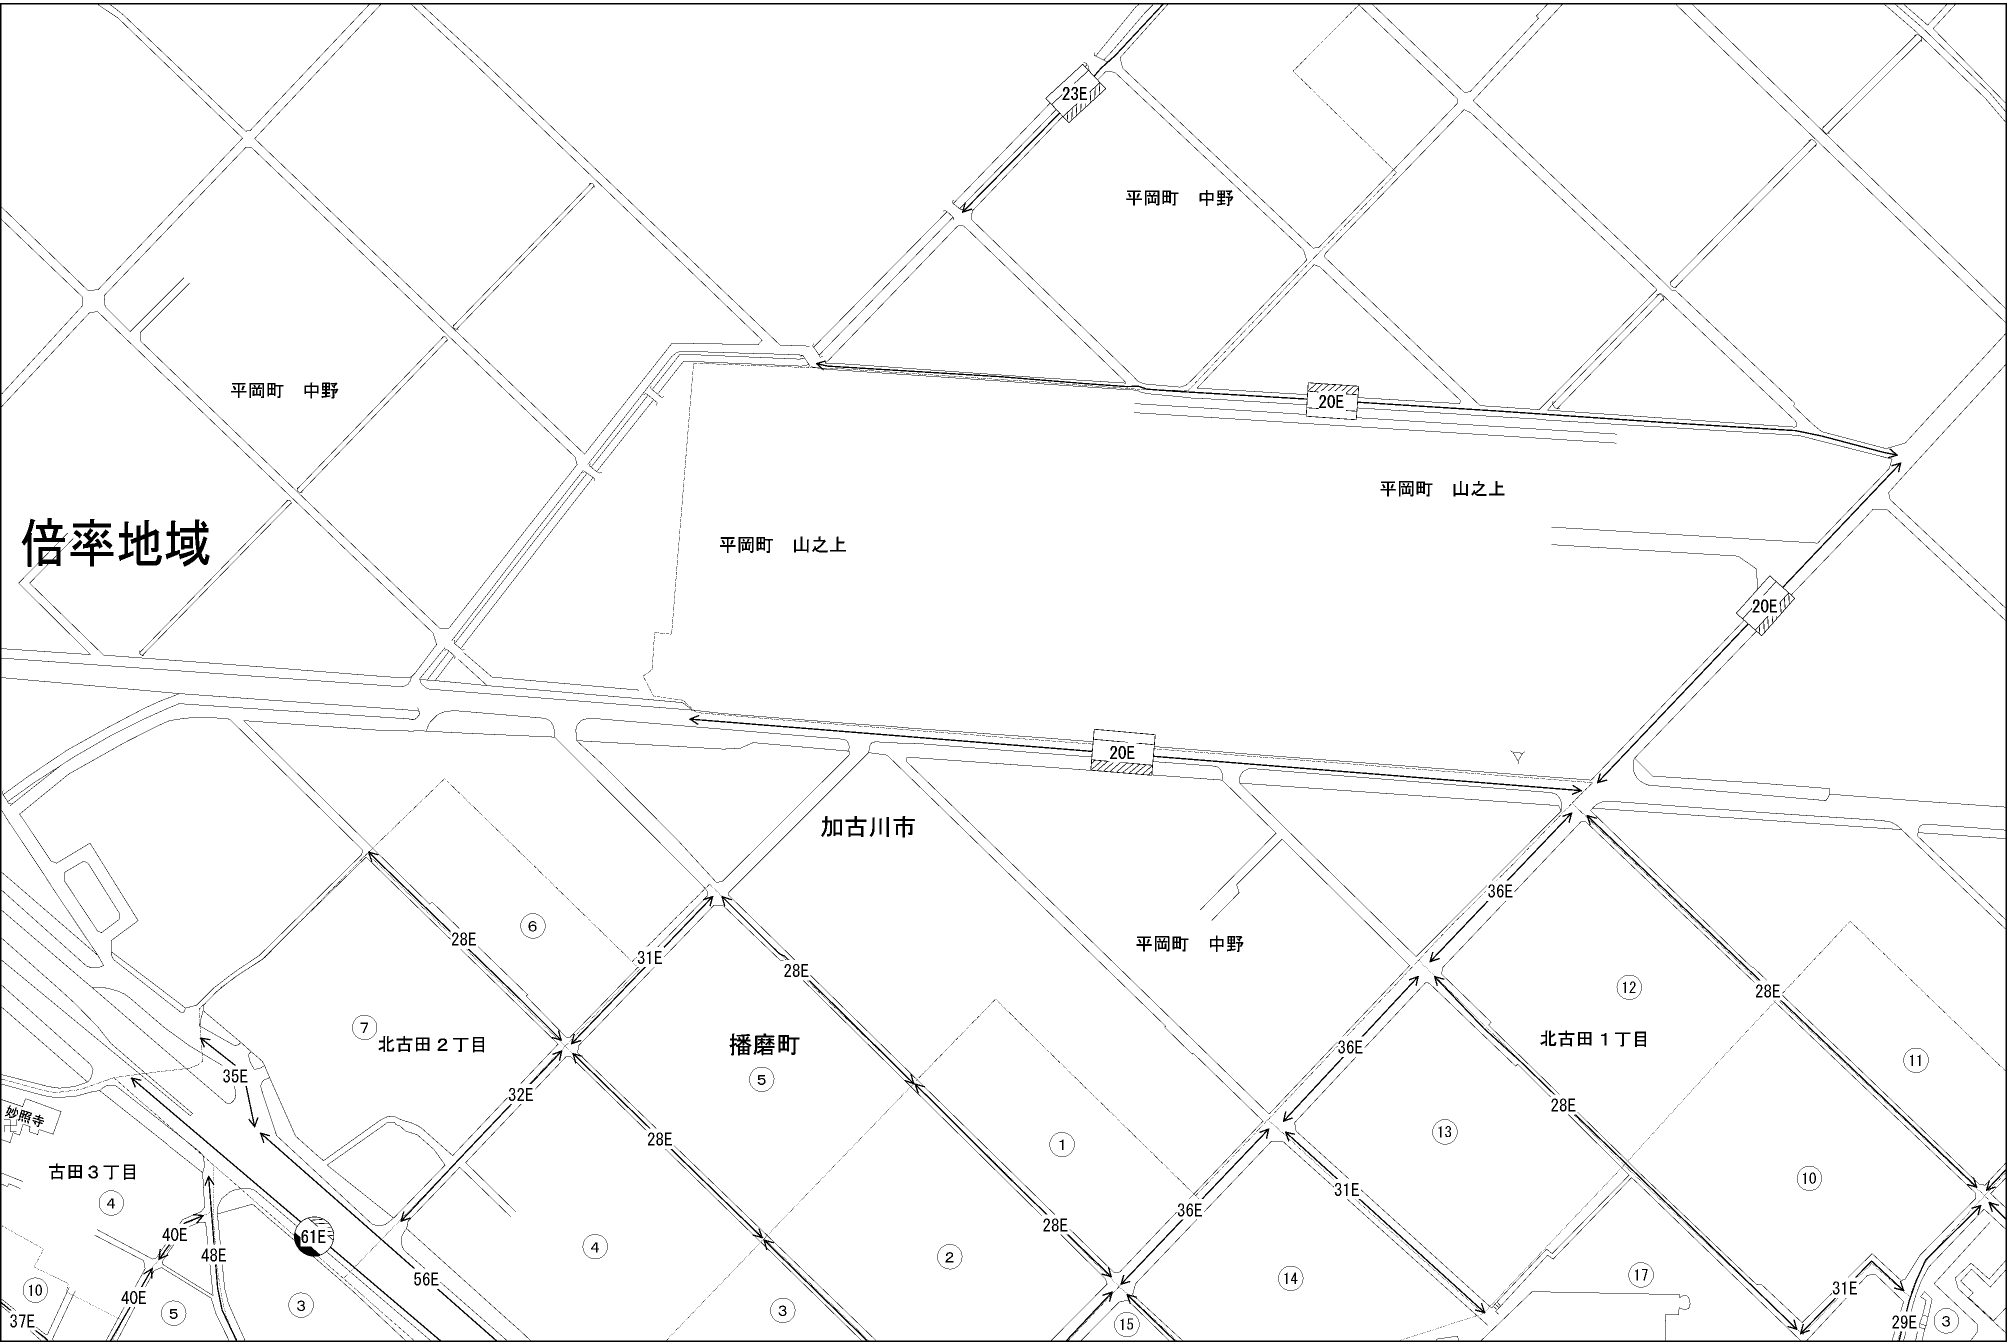 23E
平岡町　中野
平岡町　中野
20E
平岡町　山之上
倍率地域
平岡町　山之上
20E
20E
加古川市
36E
28E
⑥
31E
28E
平岡町　中野
⑫
28E
⑦
北古田２丁目
播磨町
36E
北古田１丁目
⑪
35E
⑤
32E
28E
28E
妙照寺
①
⑬
古田３丁目
④
31E
⑩
36E
40E
48E
61E
28E
④
②
56E
⑭
⑰
⑩
40E
⑤
③
③
31E
37E
⑮
29E
③